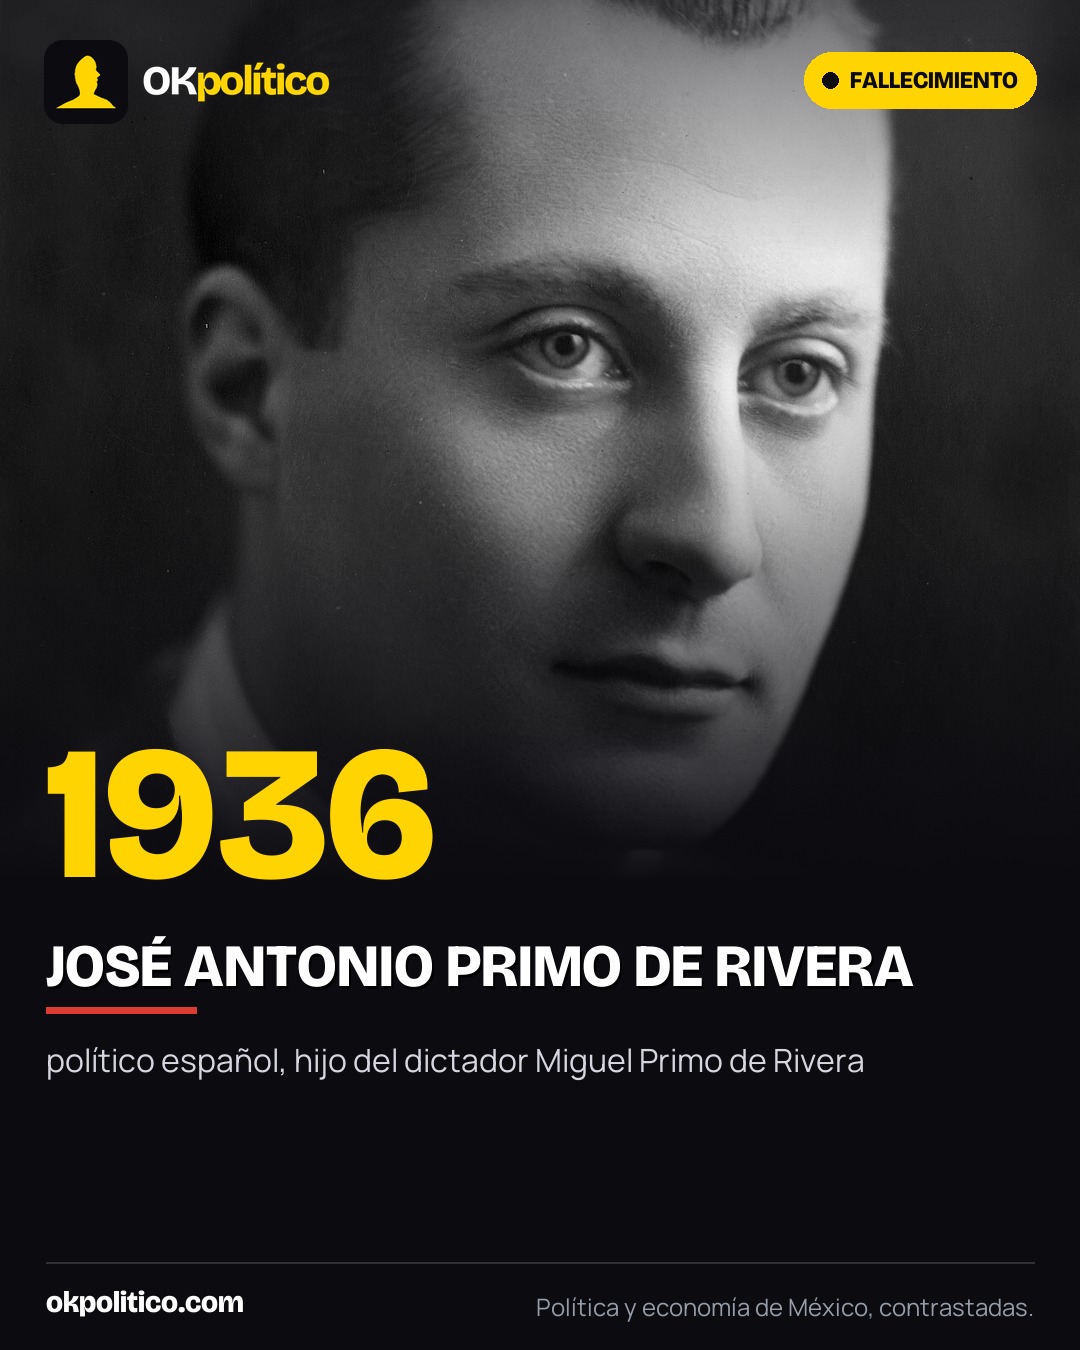 OKpolítico
FALLECIMIENTO
1936
JOSÉ ANTONIO PRIMO DE RIVERA
político español, hijo del dictador Miguel Primo de Rivera
okpolitico.com
Política y economía de México, contrastadas.